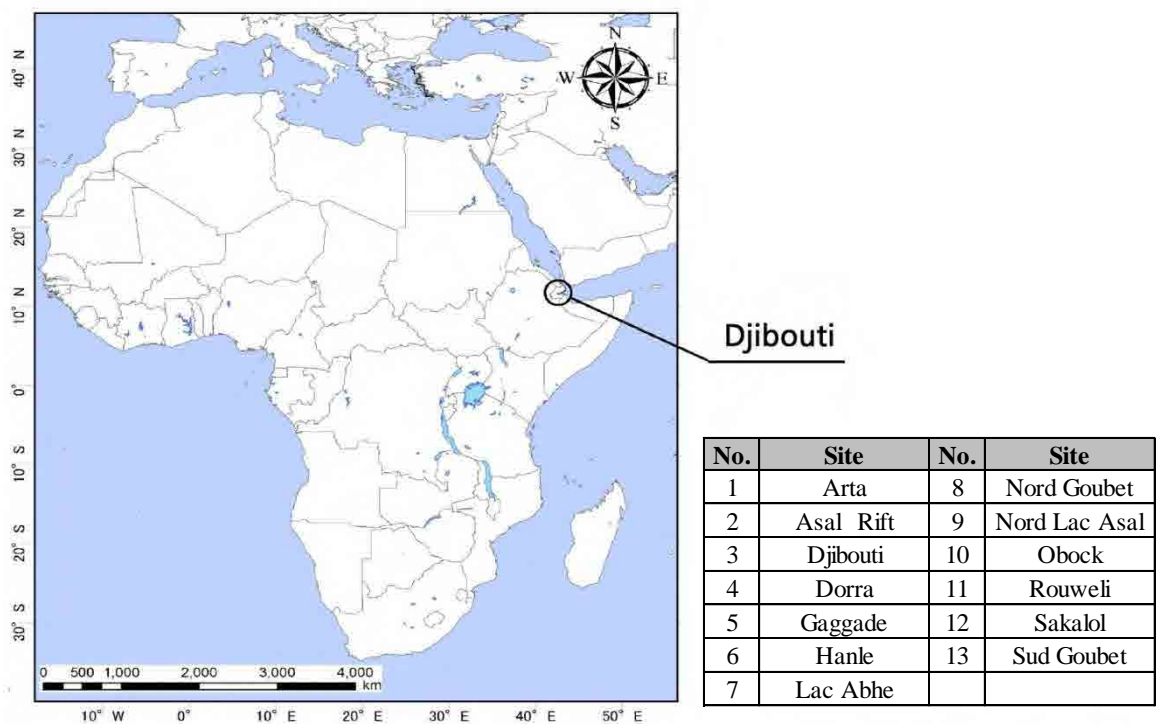 N
W E
S
40° N
30° N
20° N
10° N
0°
10° S
20° S
30° S
Djibouti
0 500 1,000 2,000 3,000 4,000
km
10° W 0° 10° E 20° E 30° E 40° E 50° E
No. Site No. Site
1 Arta 8 Nord Goubet
2 Asal Rift 9 Nord Lac Asal
3 Djibouti 10 Obock
4 Dorra 11 Rouweli
5 Gaggade 12 Sakalol
6 Hanle 13 Sud Goubet
7 Lac Abhe